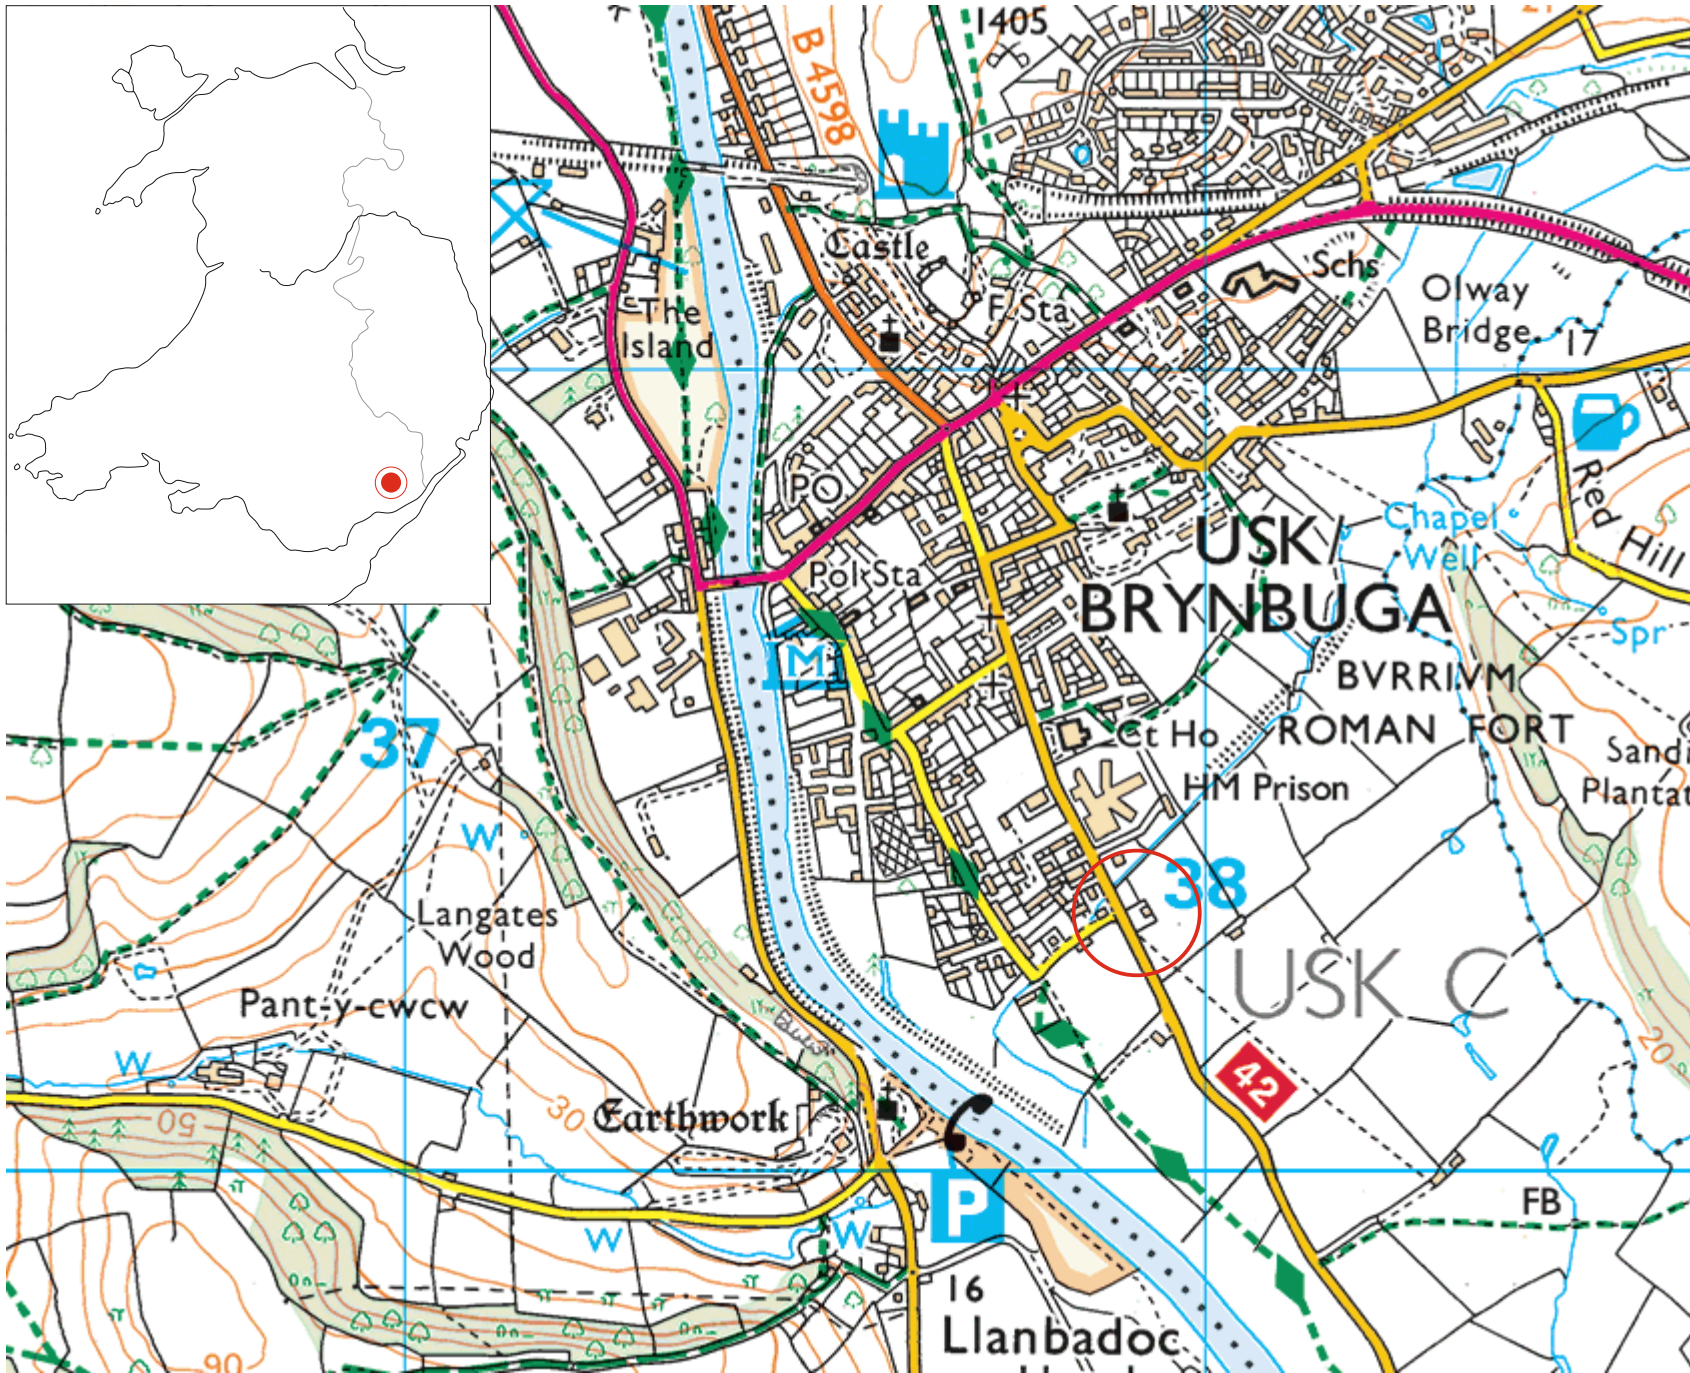 1405
B 4598
Castle
F Sta
Schs
The
Island
Olway
Bridge
17
PO
Red Hill
Chapel
Well
USK/
BRYNBUGA
Pol Sta
M
Spr
BVRRIVM
ROMAN FORT
37
Ct Ho
HM Prison
W
38
Langates
Wood
USK C
Pant-y-cwcw
W
42
20
50
30
Earthwork
P
FB
W
W
16
Llanbadoc
90